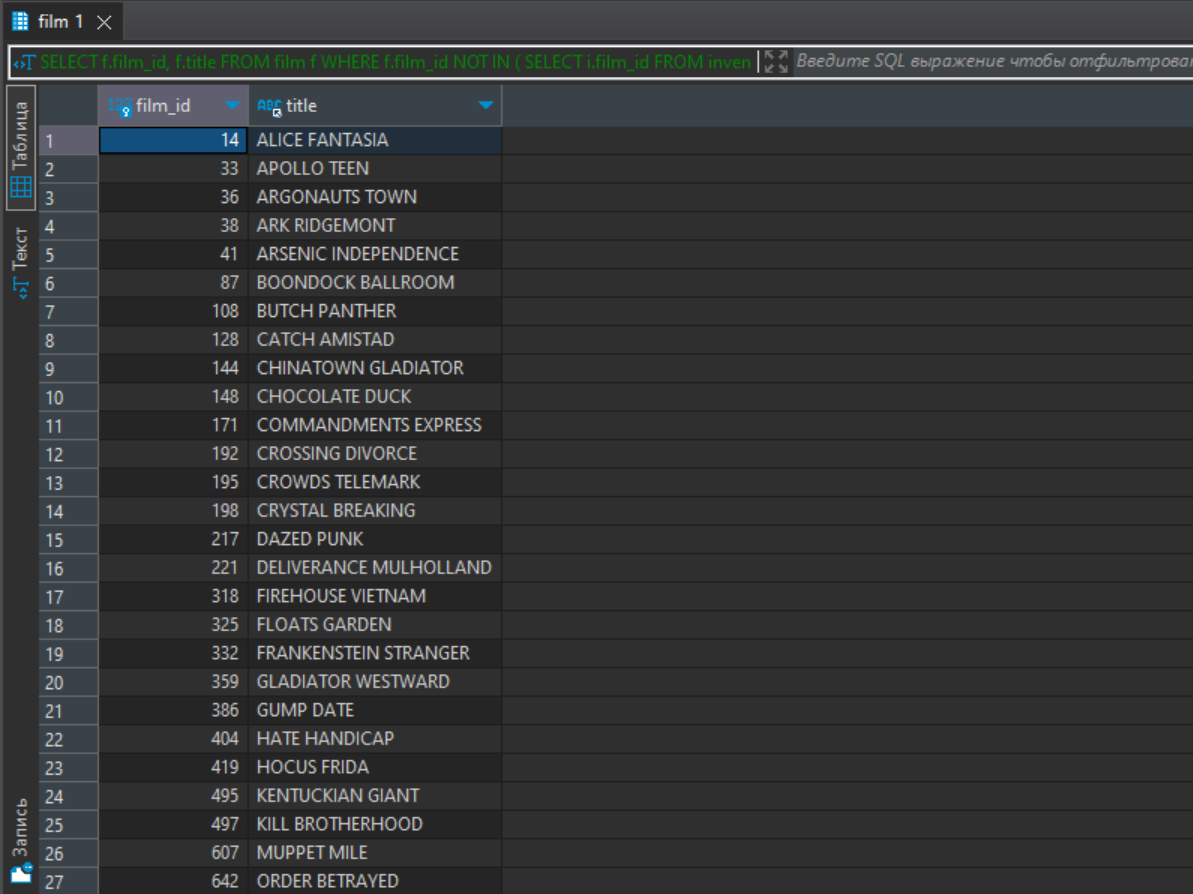 film 1
SELECT f.film_id, f.title FROM film f WHERE f.film_id NOT IN ( SELECT i.film_id FROM inven
Введите SQL выражение чтобы отфильтрова
Таблица
Текст
Запись
123 film_id ABC title
1 14 ALICE FANTASIA
2 33 APOLLO TEEN
3 36 ARGONAUTS TOWN
4 38 ARK RIDGEMONT
5 41 ARSENIC INDEPENDENCE
6 87 BOONDOCK BALLROOM
7 108 BUTCH PANTHER
8 128 CATCH AMISTAD
9 144 CHINATOWN GLADIATOR
10 148 CHOCOLATE DUCK
11 171 COMMANDMENTS EXPRESS
12 192 CROSSING DIVORCE
13 195 CROWDS TELEMARK
14 198 CRYSTAL BREAKING
15 217 DAZED PUNK
16 221 DELIVERANCE MULHOLLAND
17 318 FIREHOUSE VIETNAM
18 325 FLOATS GARDEN
19 332 FRANKENSTEIN STRANGER
20 359 GLADIATOR WESTWARD
21 386 GUMP DATE
22 404 HATE HANDICAP
23 419 HOCUS FRIDA
24 495 KENTUCKIAN GIANT
25 497 KILL BROTHERHOOD
26 607 MUPPET MILE
27 642 ORDER BETRAYED